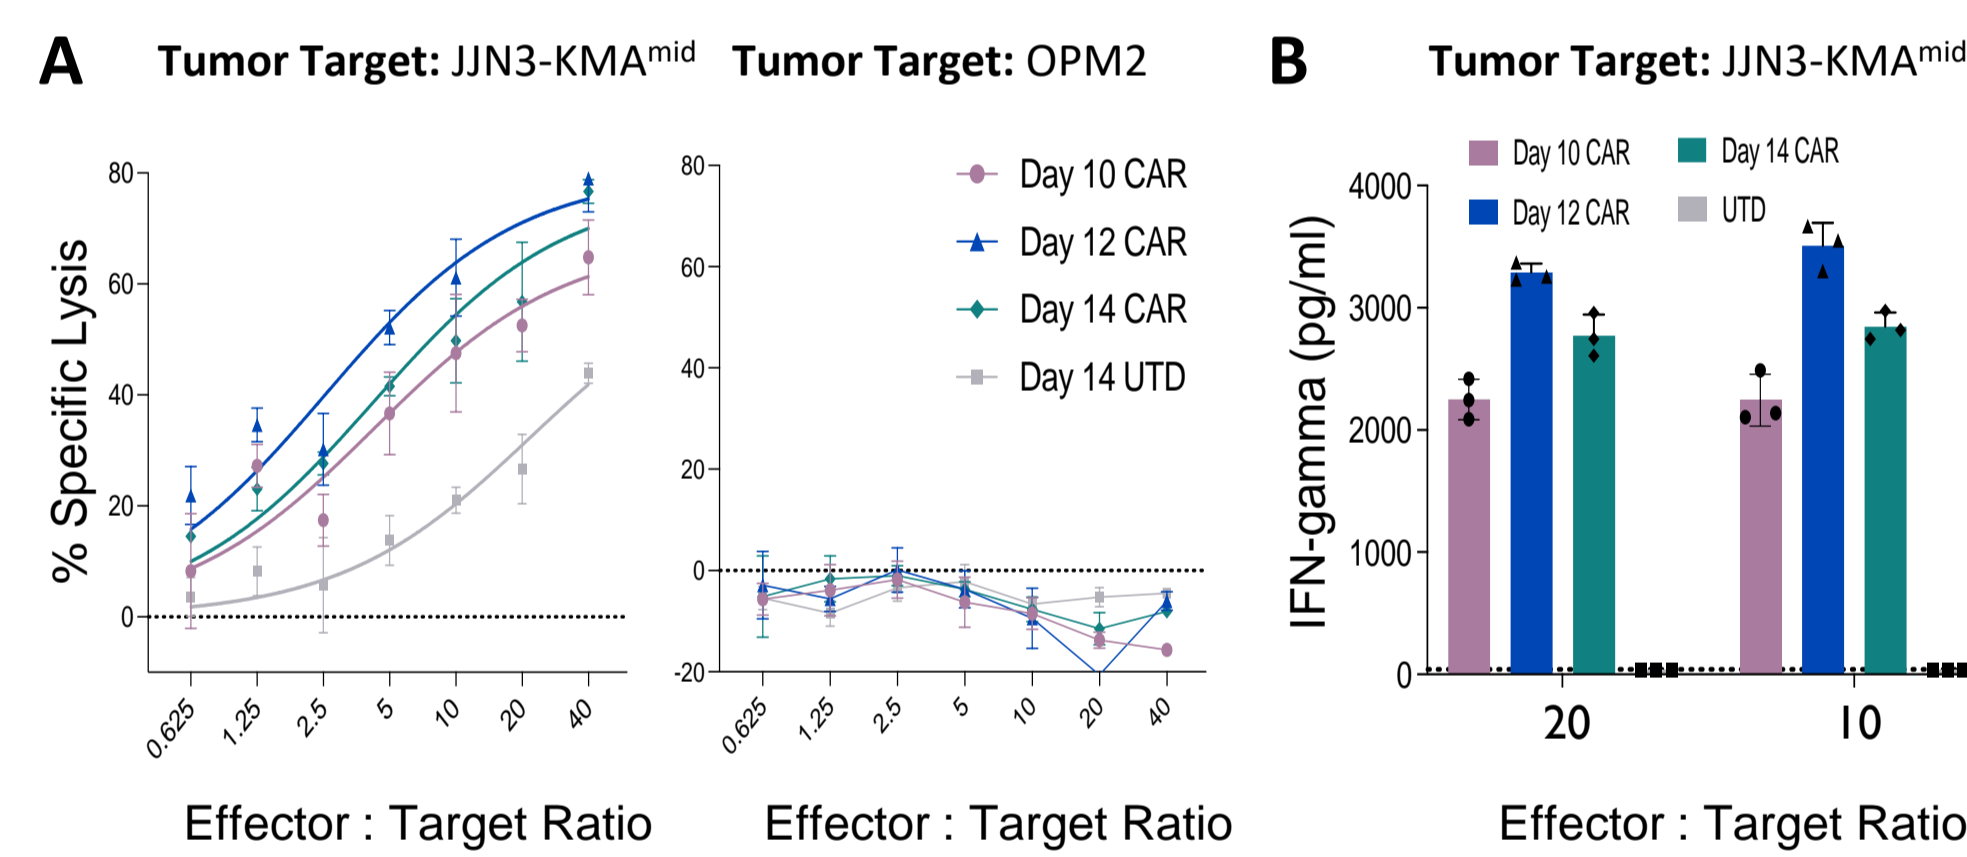 A
Tumor Target: JJN3-KMAmid
Tumor Target: OPM2
B
Tumor Target: JJN3-KMAmid
% Specific Lysis
80
60
40
20
0
0.625
1.25
2.5
5
10
20
40
Effector : Target Ratio
80
60
40
20
0
-20
Day 10 CAR
Day 12 CAR
Day 14 CAR
Day 14 UTD
0.625
1.25
2.5
5
10
20
40
Effector : Target Ratio
Day 10 CAR
Day 14 CAR
Day 12 CAR
UTD
IFN-gamma (pg/ml)
4000
3000
2000
1000
0
20
10
Effector : Target Ratio